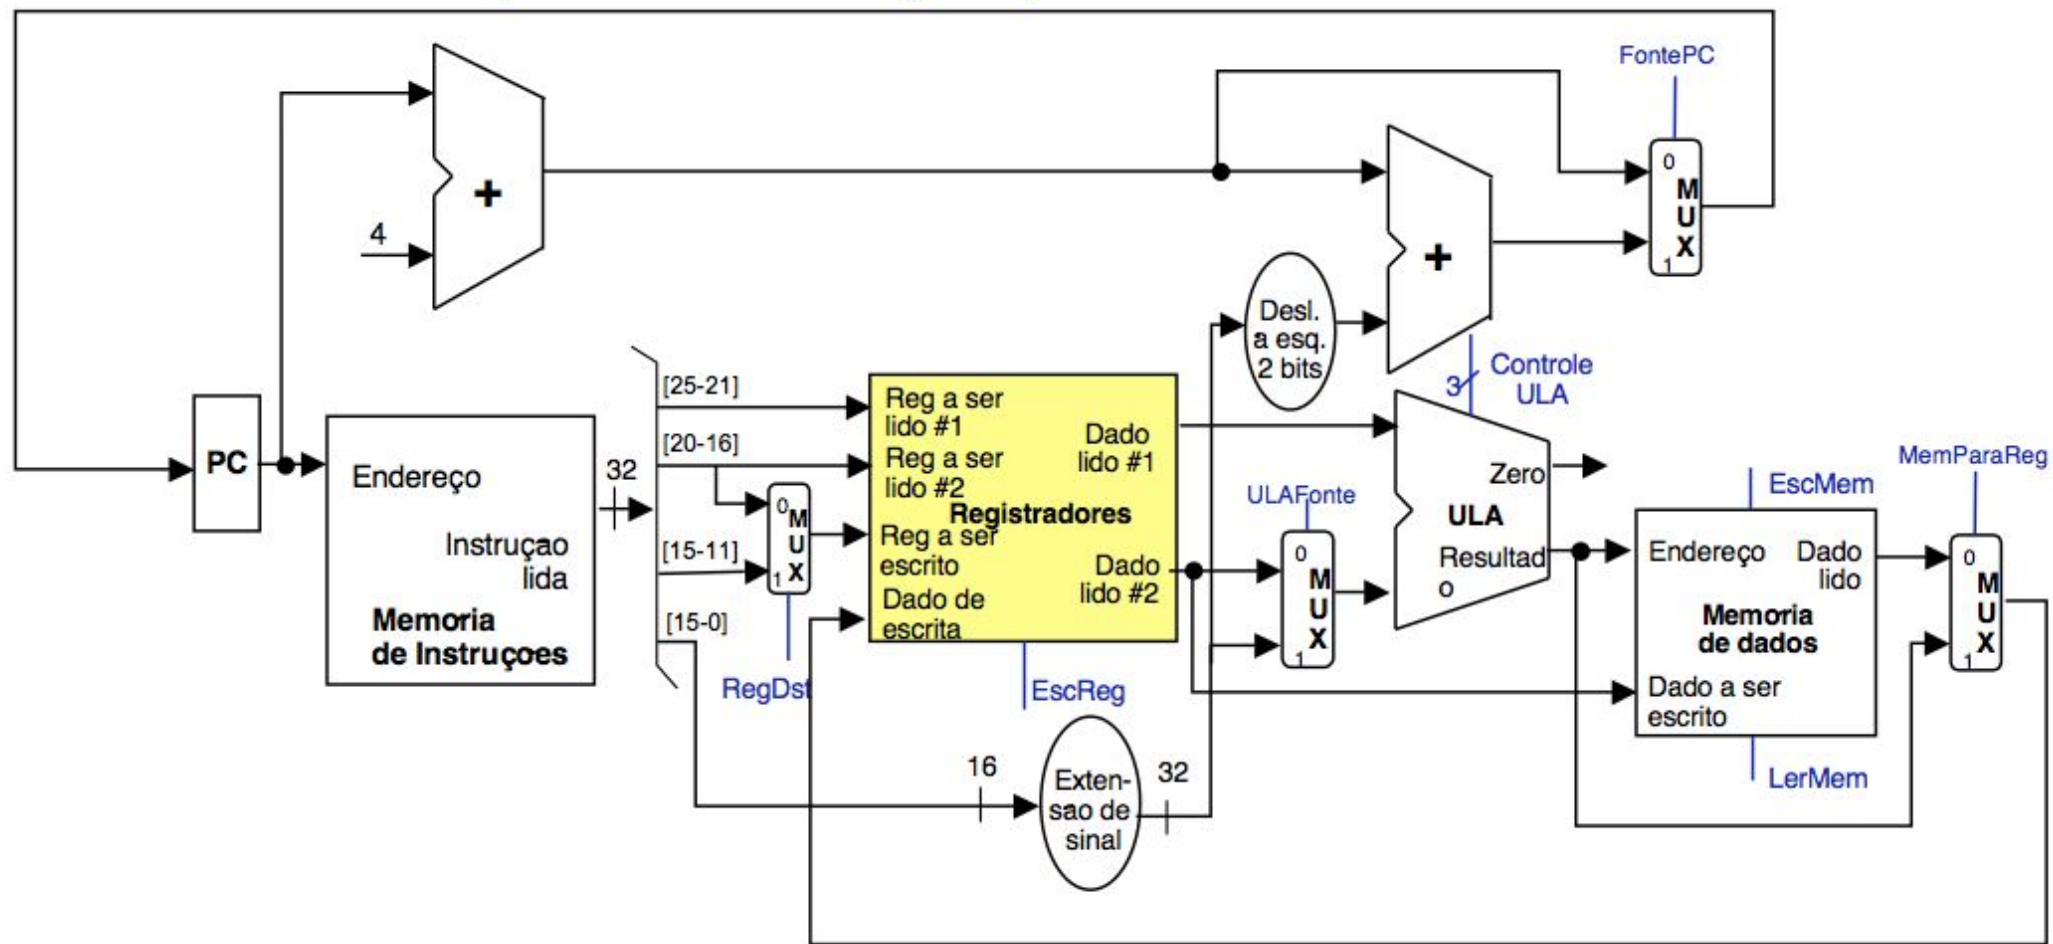 FontePC
0
M
U
X
1
+
4
+
Desl.
a esq.
2 bits
3
Controle
ULA
[25-21]
Reg a ser
lido #1
Dado
lido #1
[20-16]
Reg a ser
lido #2
PC
Endereço
32
Instruçao
lida
Memoria
de Instruçoes
0
M
U
X
1
[15-11]
[15-0]
RegDst
Registradores
Reg a ser
escrito
Dado
lido #2
Dado de
escrita
EscReg
ULAFonte
0
M
U
X
1
Zero
ULA
Resultad
o
EscMem
MemParaReg
Endereço
Dado
lido
Memoria
de dados
Dado a ser
escrito
LerMem
0
M
U
X
1
16
Exten-
sao de
sinal
32